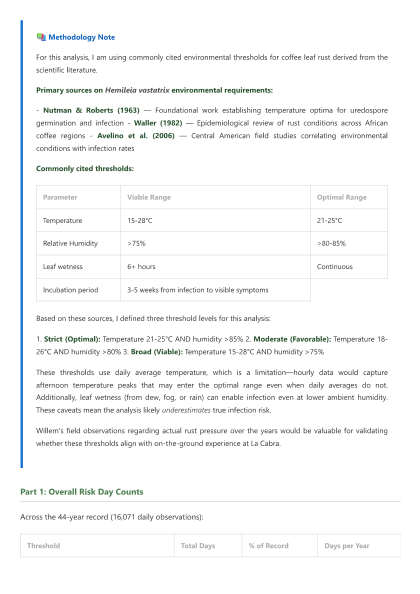 Methodology Note
For this analysis, I am using commonly cited environmental thresholds for coffee leaf rust derived from the
scientific literature.
Primary sources on Hemileia vastatrix environmental requirements:
- Nutman & Roberts (1963) — Foundational work establishing temperature optima for uredospore
germination and infection - Waller (1982) — Epidemiological review of rust conditions across African
coffee regions - Avelino et al. (2006) — Central American field studies correlating environmental
conditions with infection rates
Commonly cited thresholds:
Parameter Viable Range Optimal Range
Temperature 15-28°C 21-25°C
Relative Humidity >75% >80-85%
Leaf wetness 6+ hours Continuous
Incubation period 3-5 weeks from infection to visible symptoms
Based on these sources, I defined three threshold levels for this analysis:
1. Strict (Optimal): Temperature 21-25°C AND humidity >85% 2. Moderate (Favorable): Temperature 18-
26°C AND humidity >80% 3. Broad (Viable): Temperature 15-28°C AND humidity >75%
These thresholds use daily average temperature, which is a limitation—hourly data would capture
afternoon temperature peaks that may enter the optimal range even when daily averages do not.
Additionally, leaf wetness (from dew, fog, or rain) can enable infection even at lower ambient humidity.
These caveats mean the analysis likely underestimates true infection risk.
Willem's field observations regarding actual rust pressure over the years would be valuable for validating
whether these thresholds align with on-the-ground experience at La Cabra.
Part 1: Overall Risk Day Counts
Across the 44-year record (16,071 daily observations):
Threshold Total Days % of Record Days per Year